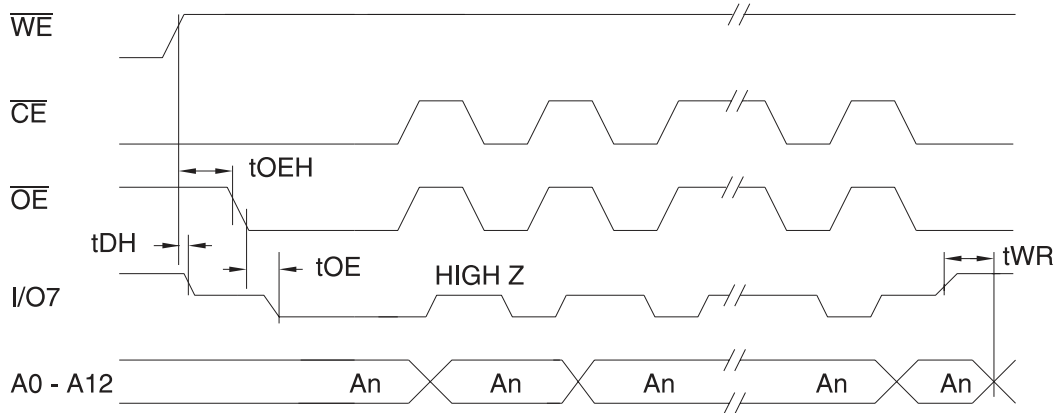 WE
CE
tOEH
OE
tDH
tOE
HIGH Z
tWR
I/O7
A0 - A12
An
An
An
An
An